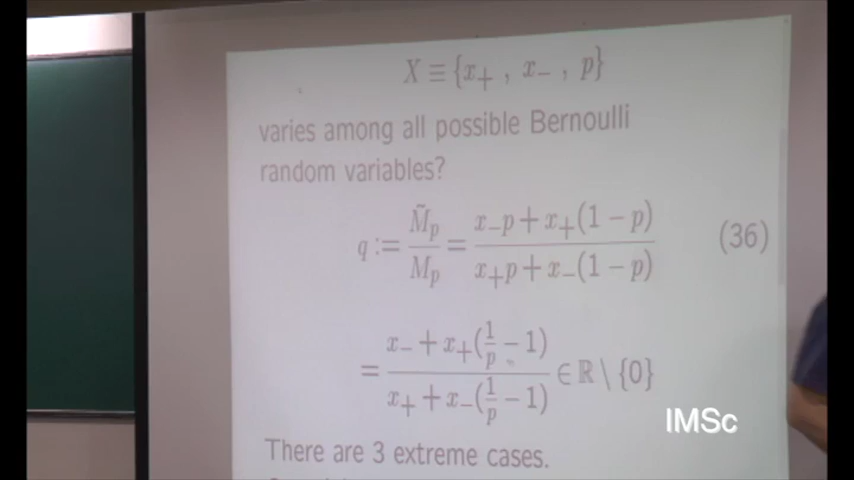 X ≡ {x₊ , x₋ , p}
varies among all possible Bernoulli
random variables?
q := M̃ₚ / Mₚ = x₋p + x₊(1 − p) / x₊p + x₋(1 − p) (36)
= x₋ + x₊(1/p − 1) / x₊ + x₋(1/p − 1) ∈ ℝ \ {0}
IMSc
There are 3 extreme cases.